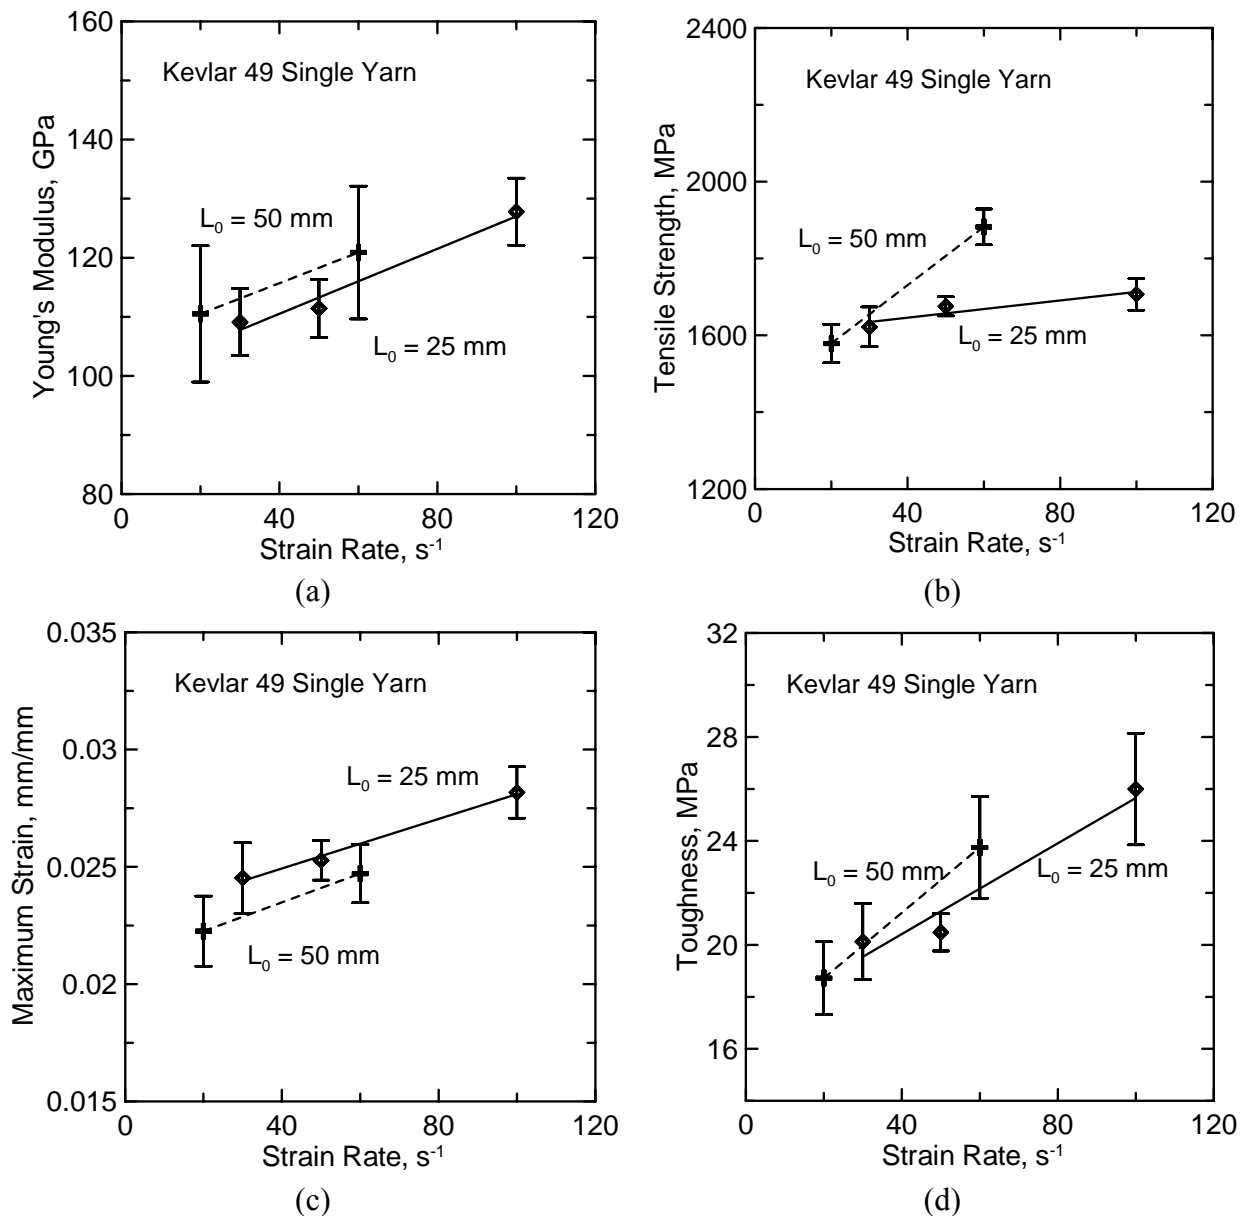 160
140
120
100
80
Young's Modulus, GPa
Kevlar 49 Single Yarn
L₀ = 50 mm
L₀ = 25 mm
0 40 80 120
Strain Rate, s⁻¹
(a)
2400
2000
1600
1200
Tensile Strength, MPa
Kevlar 49 Single Yarn
L₀ = 50 mm
L₀ = 25 mm
0 40 80 120
Strain Rate, s⁻¹
(b)
0.035
0.03
0.025
0.02
0.015
Maximum Strain, mm/mm
Kevlar 49 Single Yarn
L₀ = 25 mm
L₀ = 50 mm
0 40 80 120
Strain Rate, s⁻¹
(c)
32
28
24
20
16
Toughness, MPa
Kevlar 49 Single Yarn
L₀ = 50 mm
L₀ = 25 mm
0 40 80 120
Strain Rate, s⁻¹
(d)